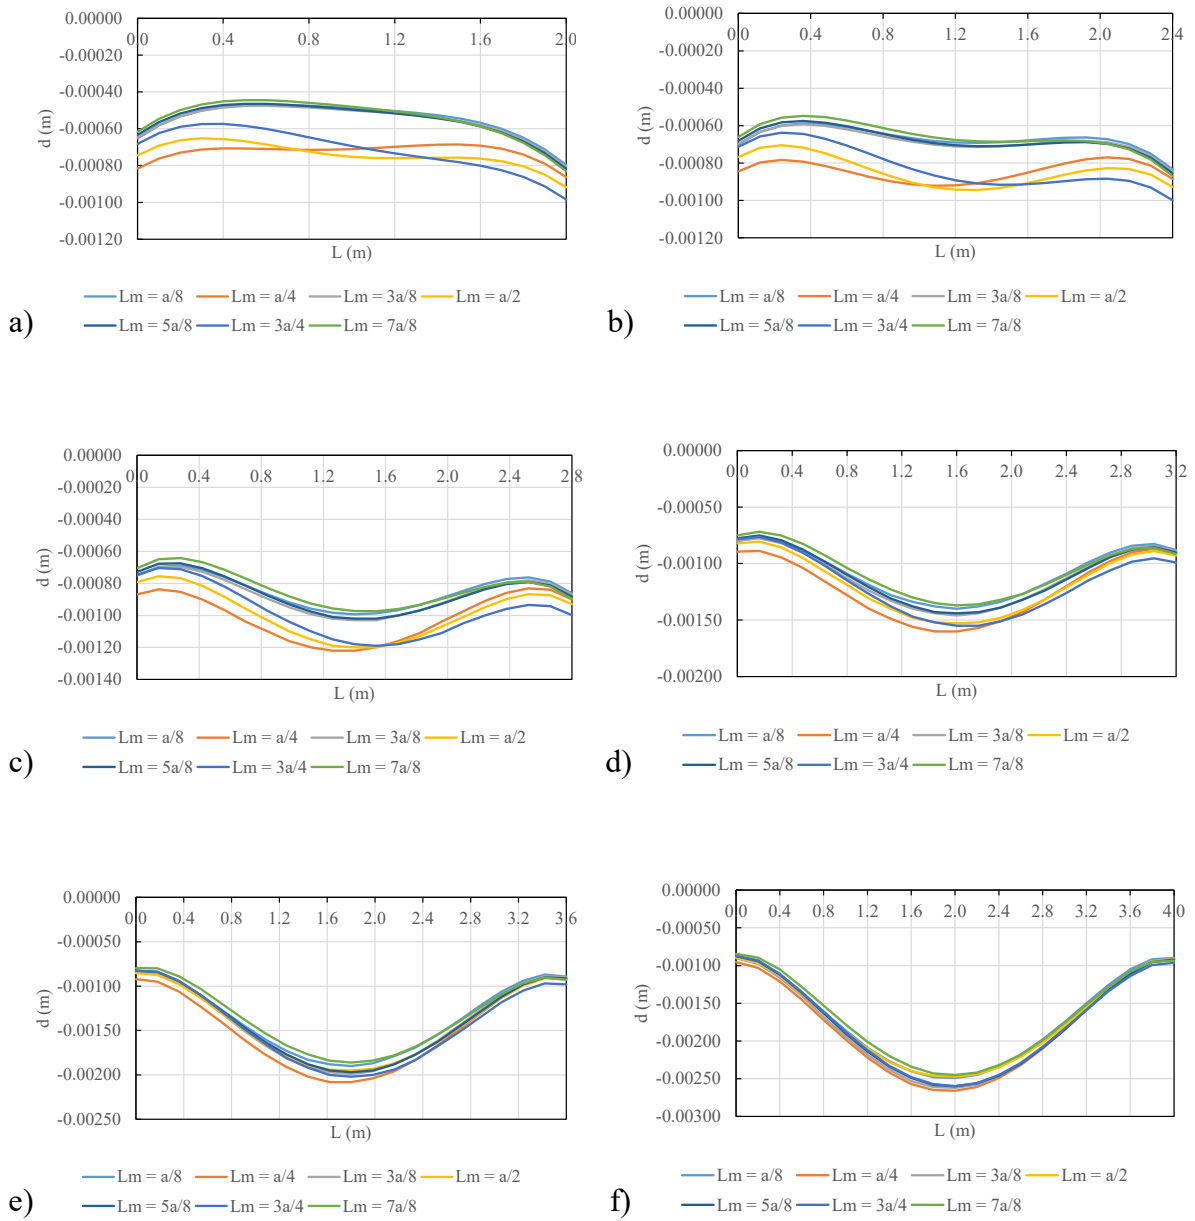 0.00000
-0.00020
-0.00040
-0.00060
-0.00080
-0.00100
-0.00120
0.0 0.4 0.8 1.2 1.6 2.0
d (m)
L (m)
Lm = a/8 Lm = a/4 Lm = 3a/8 Lm = a/2
Lm = 5a/8 Lm = 3a/4 Lm = 7a/8
a)
0.00000
-0.00020
-0.00040
-0.00060
-0.00080
-0.00100
-0.00120
0.0 0.4 0.8 1.2 1.6 2.0 2.4
d (m)
L (m)
Lm = a/8 Lm = a/4 Lm = 3a/8 Lm = a/2
Lm = 5a/8 Lm = 3a/4 Lm = 7a/8
b)
0.00000
-0.00020
-0.00040
-0.00060
-0.00080
-0.00100
-0.00120
-0.00140
0.0 0.4 0.8 1.2 1.6 2.0 2.4 2.8
d (m)
L (m)
Lm = a/8 Lm = a/4 Lm = 3a/8 Lm = a/2
Lm = 5a/8 Lm = 3a/4 Lm = 7a/8
c)
0.00000
-0.00050
-0.00100
-0.00150
-0.00200
0.0 0.4 0.8 1.2 1.6 2.0 2.4 2.8 3.2
d (m)
L (m)
Lm = a/8 Lm = a/4 Lm = 3a/8 Lm = a/2
Lm = 5a/8 Lm = 3a/4 Lm = 7a/8
d)
0.00000
-0.00050
-0.00100
-0.00150
-0.00200
-0.00250
0.0 0.4 0.8 1.2 1.6 2.0 2.4 2.8 3.2 3.6
d (m)
L (m)
Lm = a/8 Lm = a/4 Lm = 3a/8 Lm = a/2
Lm = 5a/8 Lm = 3a/4 Lm = 7a/8
e)
0.00000
-0.00050
-0.00100
-0.00150
-0.00200
-0.00250
-0.00300
0.0 0.4 0.8 1.2 1.6 2.0 2.4 2.8 3.2 3.6 4.0
d (m)
L (m)
Lm = a/8 Lm = a/4 Lm = 3a/8 Lm = a/2
Lm = 5a/8 Lm = 3a/4 Lm = 7a/8
f)